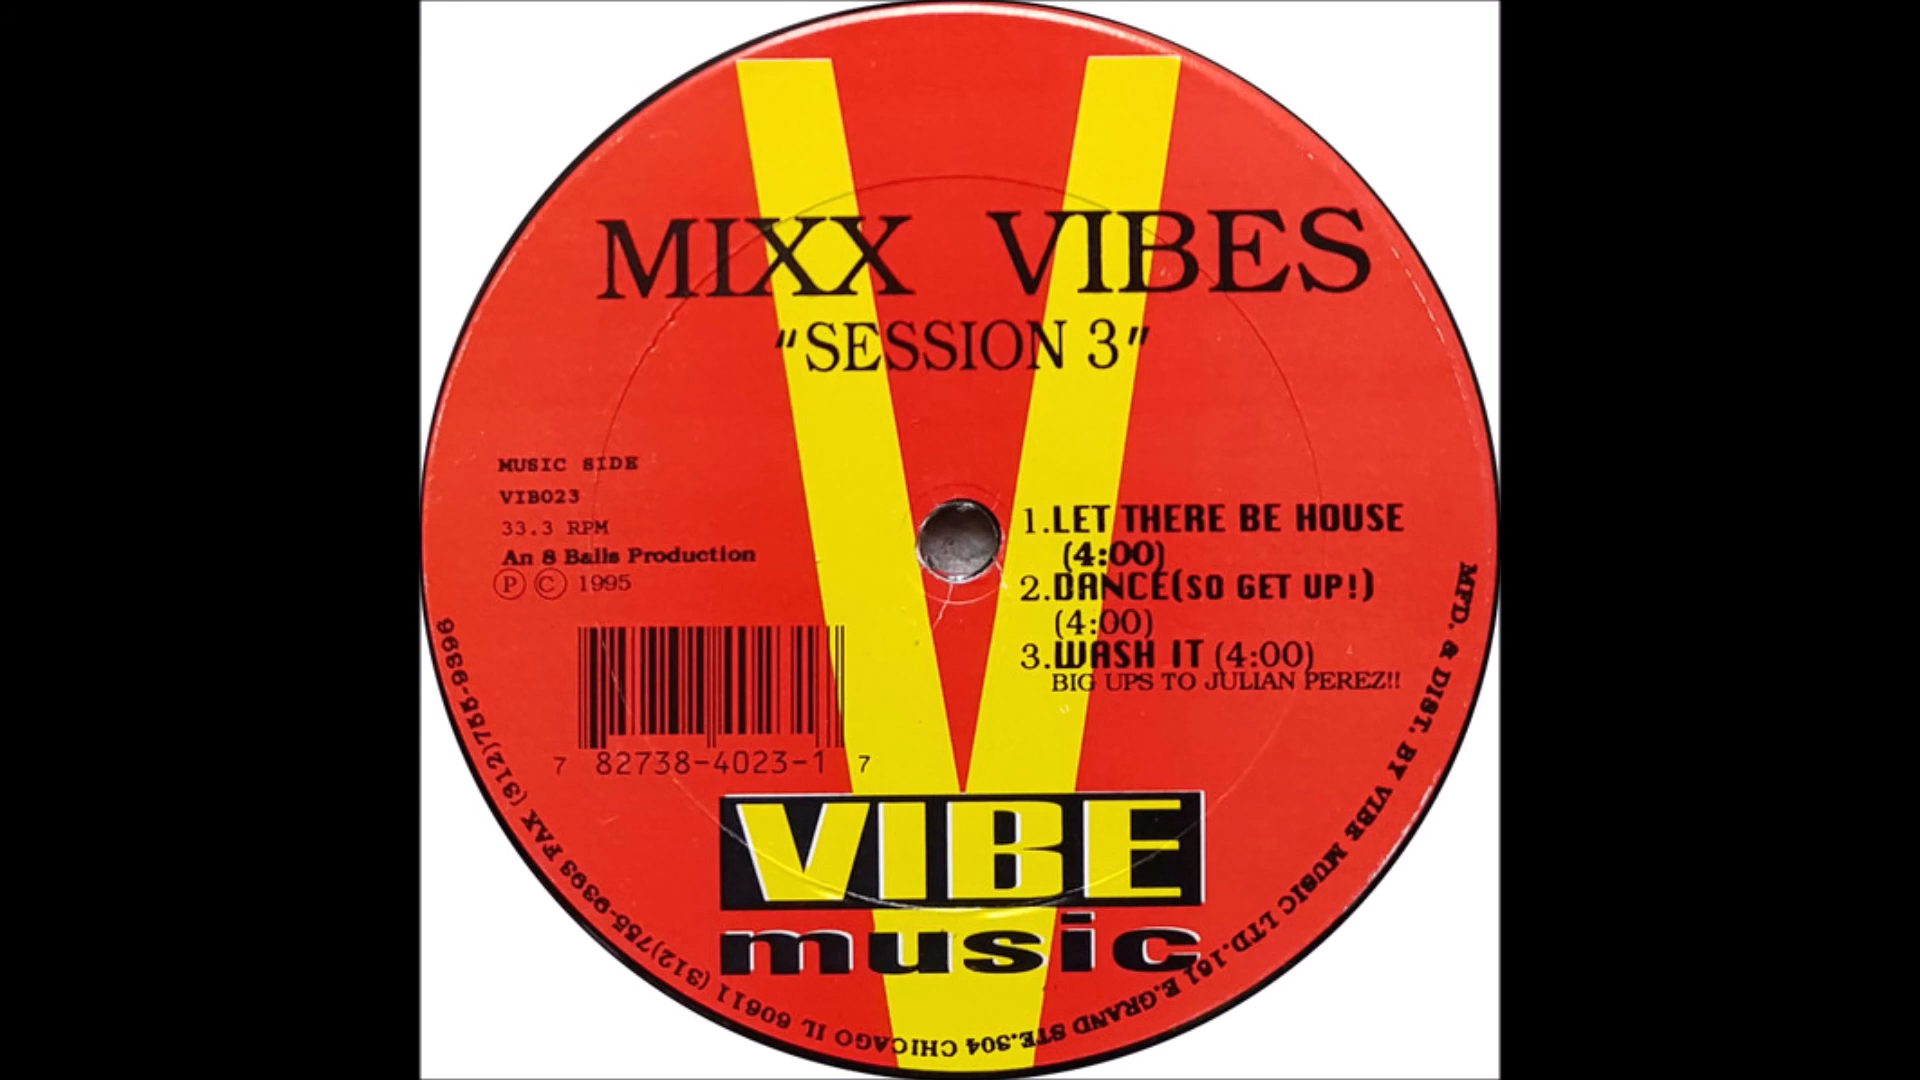 MIXX VIBES
"SESSION 3"
MUSIC SIDE
VIB023
33.3 RPM
An 8 Balls Production
Ⓟ Ⓒ 1995
1.LET THERE BE HOUSE
(4:00)
2.DANCE(SO GET UP!)
(4:00)
3.WASH IT (4:00)
BIG UPS TO JULIAN PEREZ!!
7 82738-4023-1 7
VIBE
music
MFD. & DIST. BY VIBE MUSIC LTD.161 E.GRAND STE.304 CHICAGO IL 60611 (312)755-9393 FAX (312)755-9396